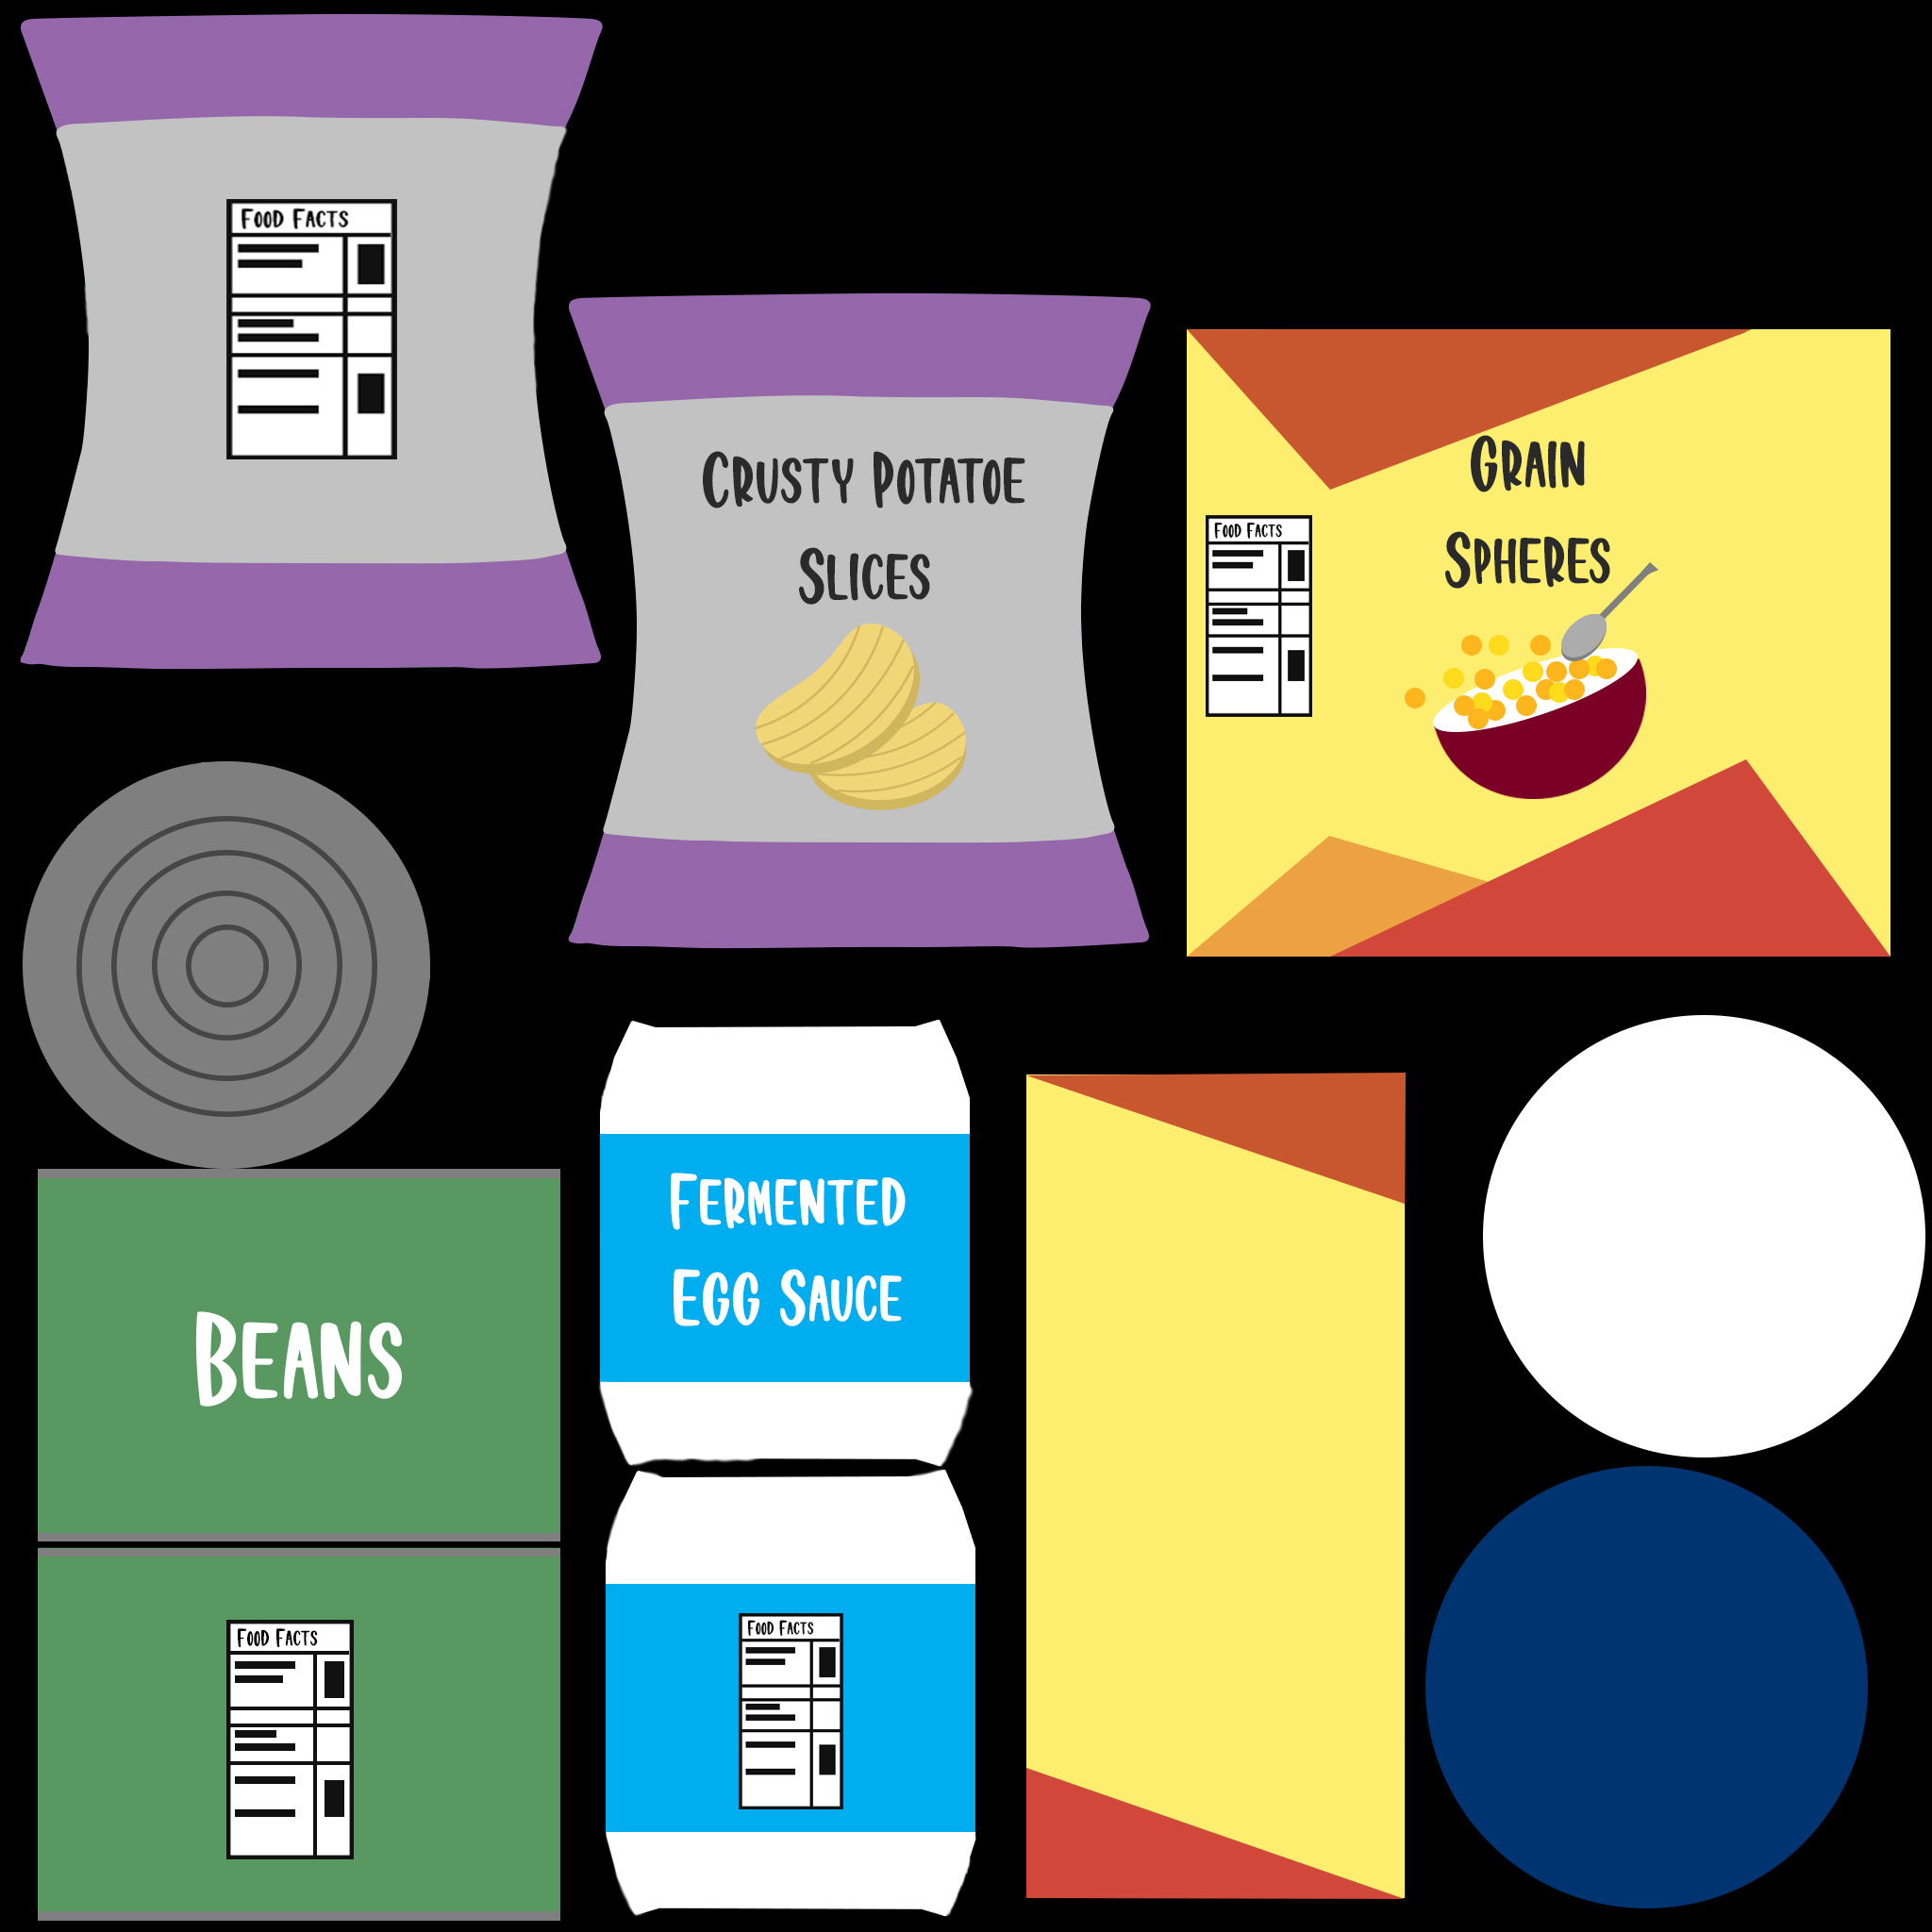 Food Facts
Crusty Potatoe
Slices
Grain
Spheres
Food Facts
Fermented
Egg Sauce
Beans
Food Facts
Food Facts